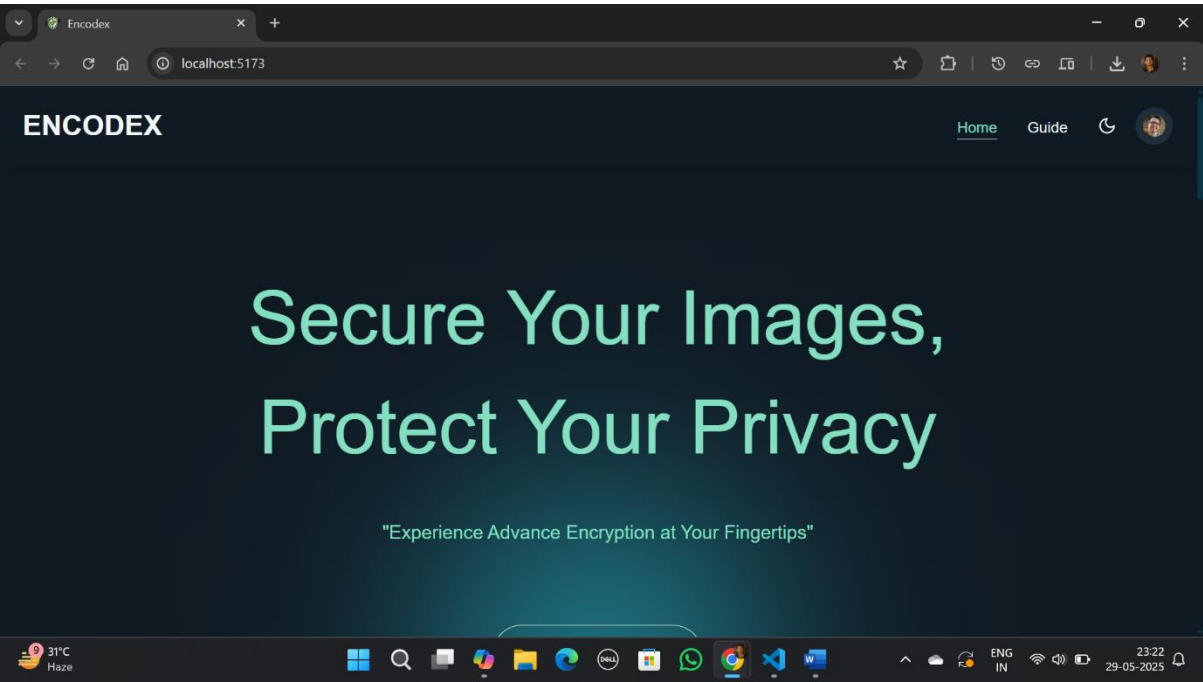 Encodex
localhost:5173
ENCODEX
Home
Guide
Secure Your Images,
Protect Your Privacy
"Experience Advance Encryption at Your Fingertips"
9
31°C
Haze
DELL
W
ENG
IN
23:22
29-05-2025